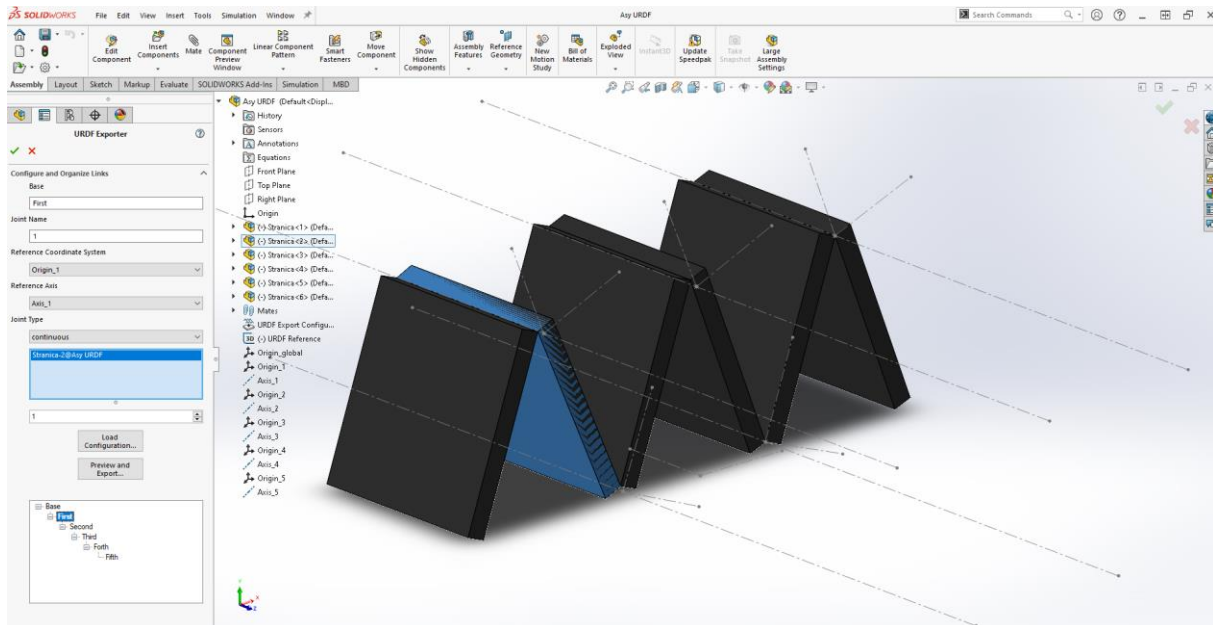 SOLIDWORKS File Edit View Insert Tools Simulation Window Asy URDF Search Commands
Edit Component
Insert Components
Mate
Component Preview Window
Linear Component Pattern
Smart Fasteners
Move Component
Show Hidden Components
Assembly Features
Reference Geometry
New Motion Study
Bill of Materials
Exploded View
Instant3D
Update Speedpak
Take Snapshot
Large Assembly Settings
Assembly Layout Sketch Markup Evaluate SOLIDWORKS Add-Ins Simulation MBD
URDF Exporter
Configure and Organize Links
Base
First
Joint Name
1
Reference Coordinate System
Origin_1
Reference Axis
Axis_1
Joint Type
continuous
Stranica-2@Asy URDF
1
Load Configuration...
Preview and Export...
Base
First
Second
Third
Forth
Fifth
Asy URDF (Default<Displ...
History
Sensors
Annotations
Equations
Front Plane
Top Plane
Right Plane
Origin
(-) Stranica<1> (Defa...
(-) Stranica<2> (Defa...
(-) Stranica<3> (Defa...
(-) Stranica<4> (Defa...
(-) Stranica<5> (Defa...
(-) Stranica<6> (Defa...
Mates
URDF Export Configu...
3D (-) URDF Reference
Origin_global
Origin_1
Axis_1
Origin_2
Axis_2
Origin_3
Axis_3
Origin_4
Axis_4
Origin_5
Axis_5